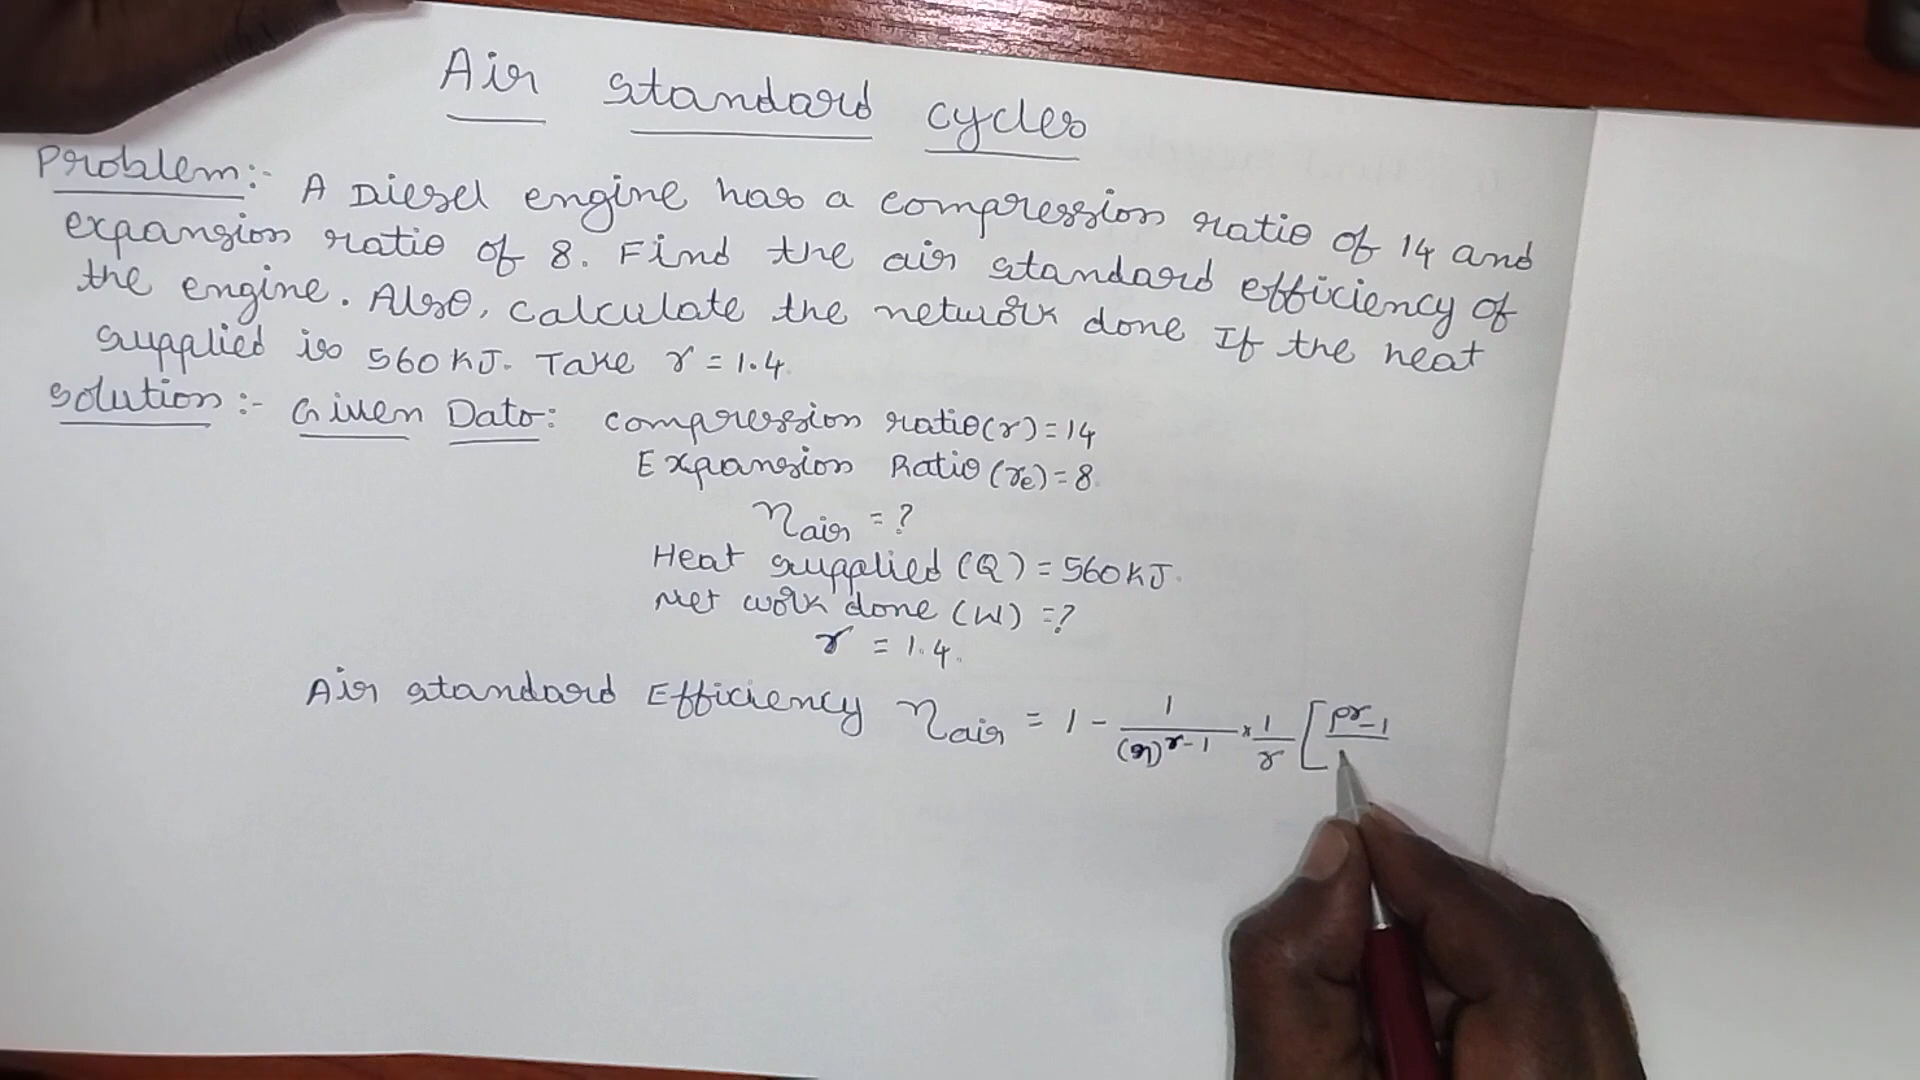 Air standard cycles
Problem:- A Diesel engine has a compression ratio of 14 and
expansion ratio of 8. Find the air standard efficiency of
the engine. Also, calculate the network done If the heat
supplied is 560 KJ. Take γ = 1.4.
Solution:- Given Data: compression ratio(r)=14
Expansion Ratio (re)=8.
ηair = ?
Heat supplied (Q) = 560KJ.
Net work done (W) =?
γ = 1.4.
Air standard Efficiency ηair = 1 - 1/(r)^γ-1 × 1/γ [ρ^γ-1/